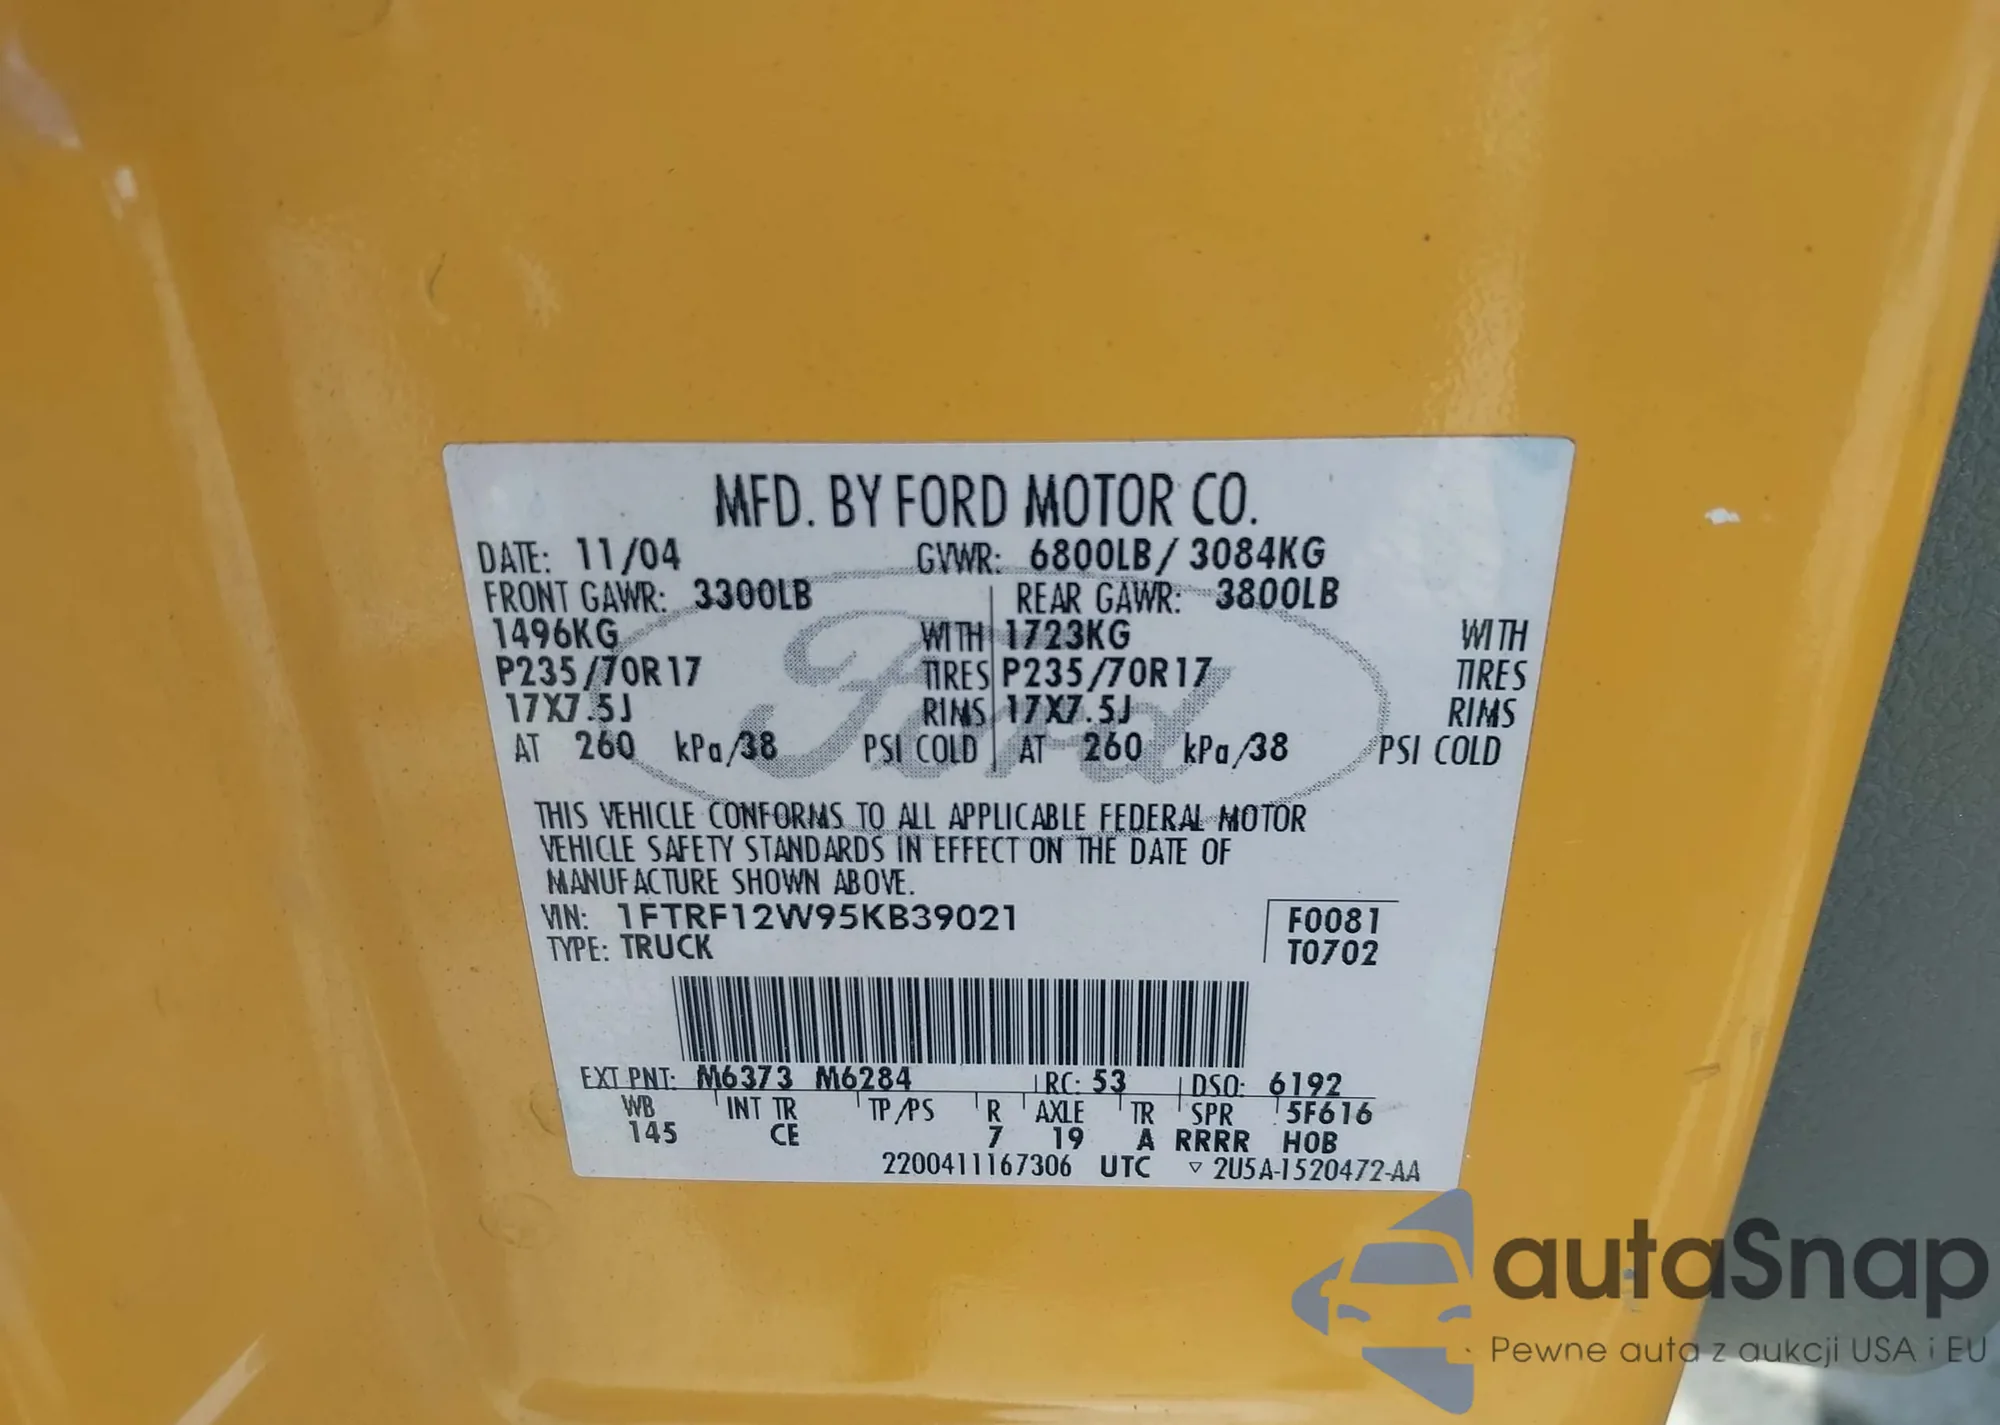 MFD. BY FORD MOTOR CO.
DATE: 11/04 GVWR: 6800LB/ 3084KG
FRONT GAWR: 3300LB REAR GAWR: 3800LB
1496KG WITH 1723KG WITH
P235/70R17 TIRES P235/70R17 TIRES
17X7.5J RIMS 17X7.5J RIMS
AT 260 kPa/38 PSI COLD AT 260 kPa/38 PSI COLD
Ford
THIS VEHICLE CONFORMS TO ALL APPLICABLE FEDERAL MOTOR
VEHICLE SAFETY STANDARDS IN EFFECT ON THE DATE OF
MANUFACTURE SHOWN ABOVE.
VIN: 1FTRF12W95KB39021 F0081
TYPE: TRUCK T0702
EXT PNT: M6373 M6284 RC: 53 DSO: 6192
WB INT TR TP/PS R AXLE TR SPR 5F616
145 CE 7 19 A RRRR H0B
2200411167306 UTC ▽ 2U5A-1520472-AA
autaSnap
Pewne auta z aukcji USA i EU